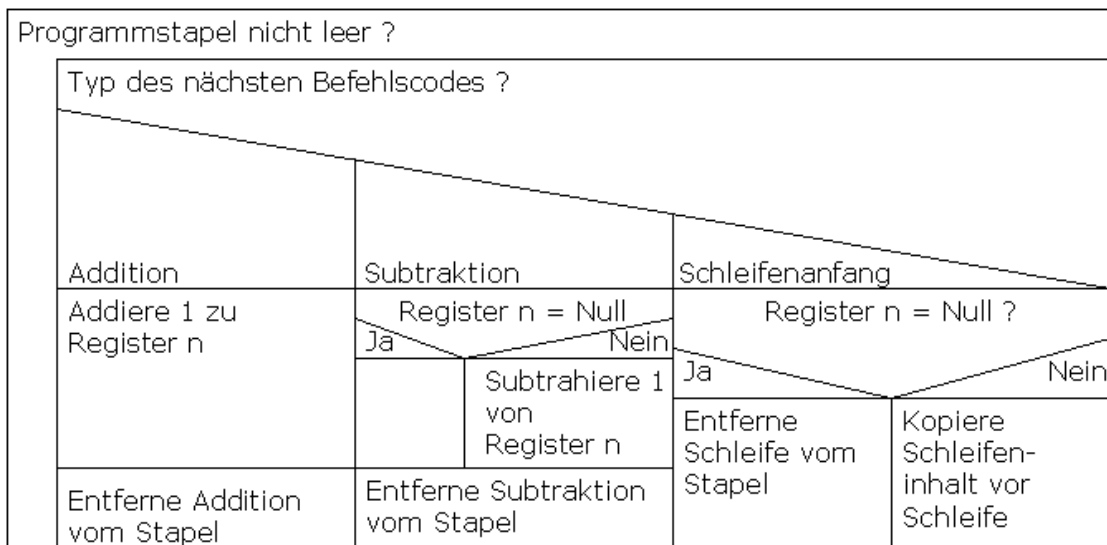 Programmstapel nicht leer ?
Typ des nächsten Befehlscodes ?
Addition
Subtraktion
Schleifenanfang
Addiere 1 zu
Register n
Register n = Null
Ja
Nein
Subtrahiere 1
von
Register n
Register n = Null ?
Ja
Nein
Entferne
Schleife vom
Stapel
Kopiere
Schleifen-
inhalt vor
Schleife
Entferne Addition
vom Stapel
Entferne Subtraktion
vom Stapel